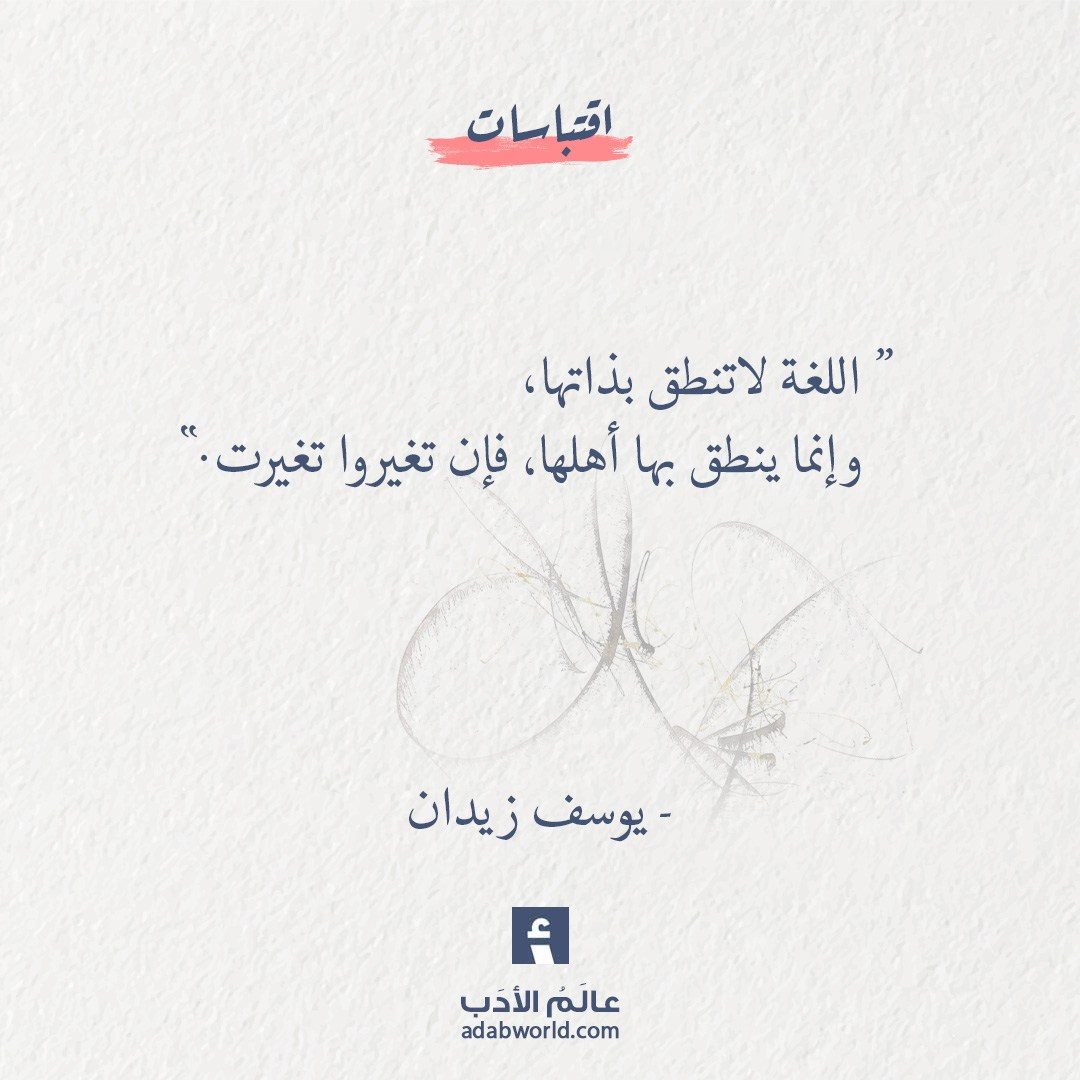 اقتباسات
” اللغة لاتنطق بذاتها،
وإنما ينطق بها أهلها، فإن تغيروا تغيرت.“
- يوسف زيدان
أ
عالَمُ الأدَب
adabworld.com